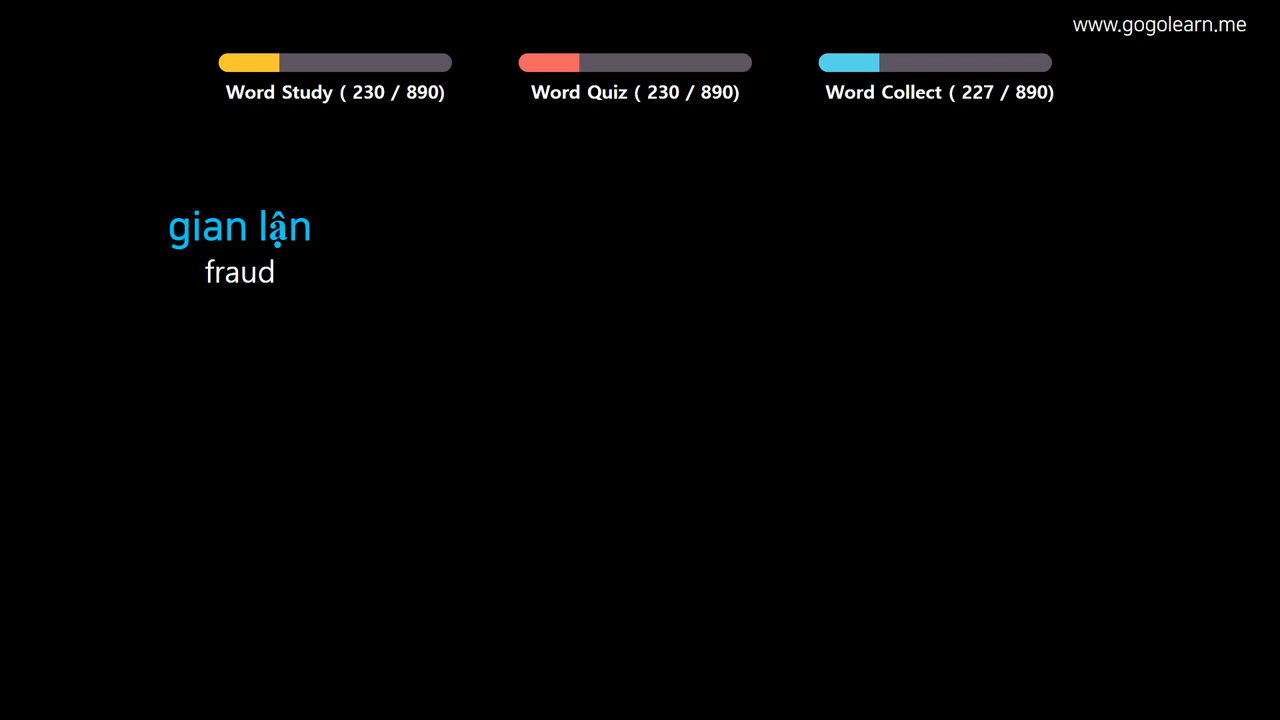 www.gogolearn.me
Word Study ( 230 / 890)
Word Quiz ( 230 / 890)
Word Collect ( 227 / 890)
gian lận
fraud